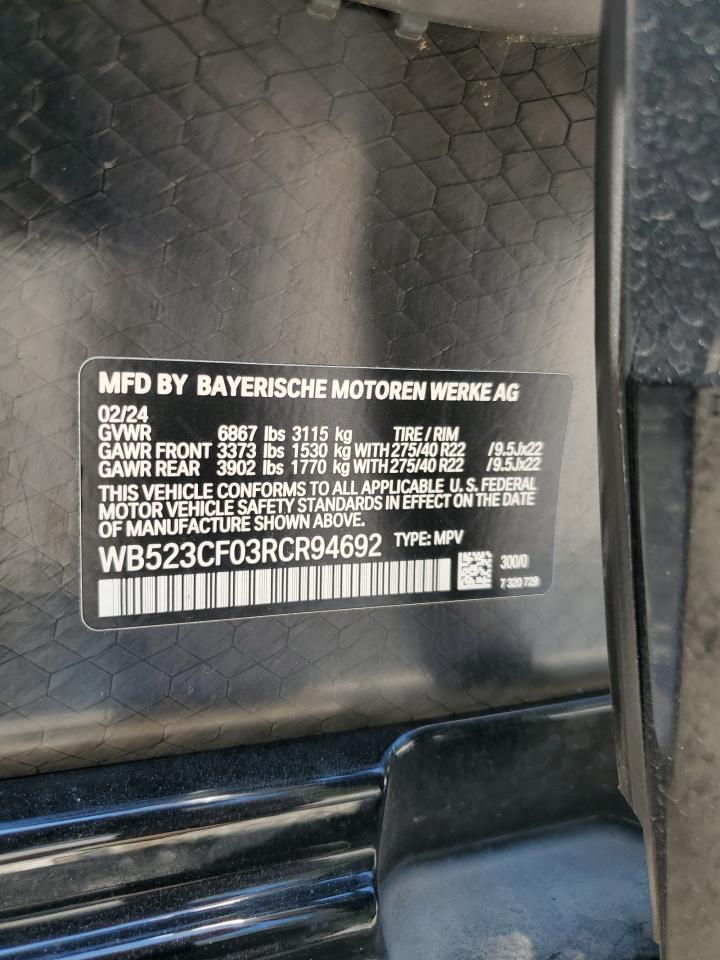 MFD BY BAYERISCHE MOTOREN WERKE AG
02/24
GVWR 6867 lbs 3115 kg TIRE / RIM
GAWR FRONT 3373 lbs 1530 kg WITH 275/40 R22 /9.5Jx22
GAWR REAR 3902 lbs 1770 kg WITH 275/40 R22 /9.5Jx22
THIS VEHICLE CONFORMS TO ALL APPLICABLE U. S. FEDERAL
MOTOR VEHICLE SAFETY STANDARDS IN EFFECT ON THE DATE
OF MANUFACTURE SHOWN ABOVE.
WB523CF03RCR94692 TYPE: MPV
300/0
7 320 729